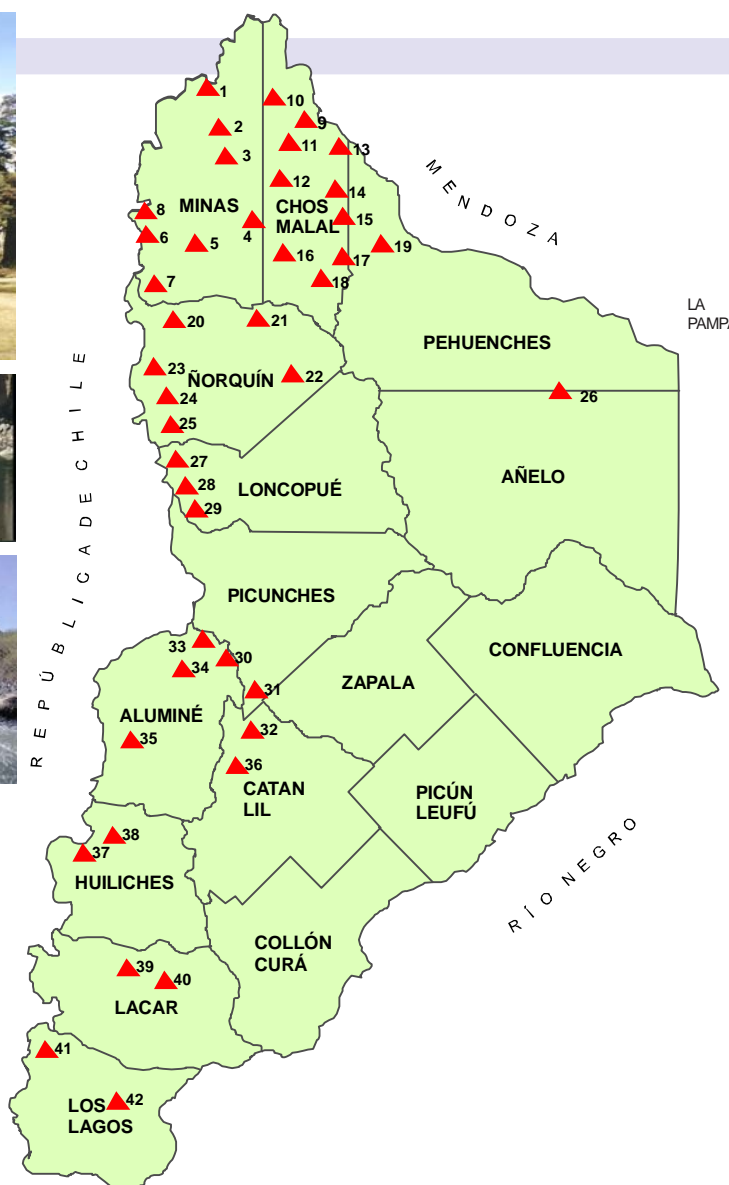 1
10
2
9
11
13
3
MENDOZA
12
14
8
MINAS
CHOS
MALAL
15
4
6
5
16
17
19
7
18
LA
PAMPA
20
21
PEHUENCHES
REPÚBLICA DE CHILE
23
ÑORQUÍN
22
24
26
25
27
28
LONCOPUÉ
AÑELO
29
PICUNCHES
33
30
34
CONFLUENCIA
ZAPALA
31
ALUMINÉ
32
35
36
CATAN
LIL
PICÚN
LEUFÚ
38
37
HUILICHES
RÍO NEGRO
COLLÓN
CURÁ
39
40
LACAR
41
LOS
LAGOS
42